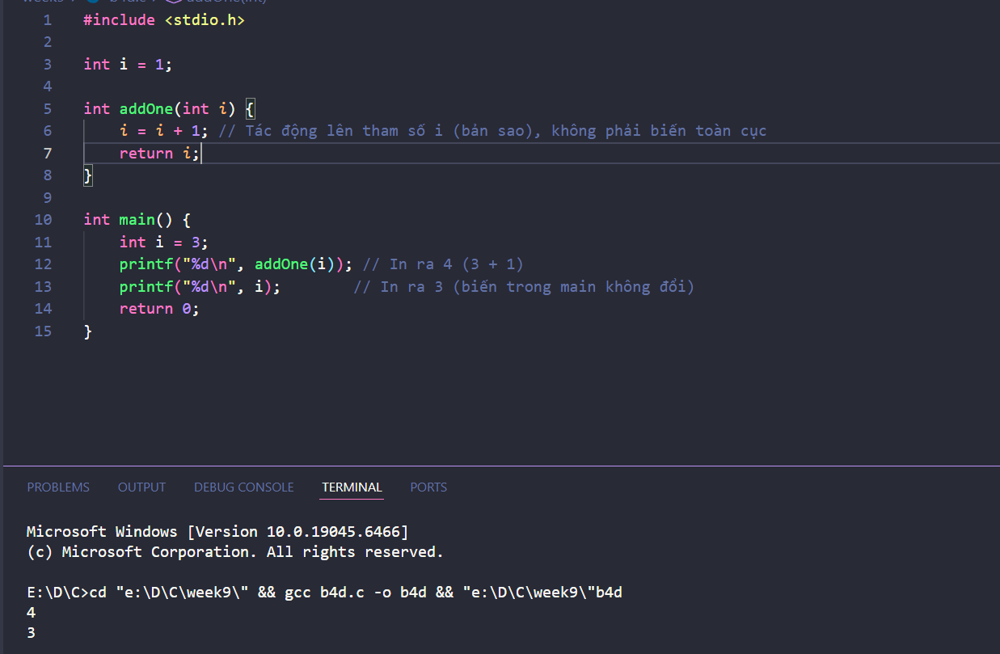 1 #include <stdio.h>
2
3 int i = 1;
4
5 int addOne(int i) {
6     i = i + 1; // Tác động lên tham số i (bản sao), không phải biến toàn cục
7     return i;
8 }
9
10 int main() {
11     int i = 3;
12     printf("%d\n", addOne(i)); // In ra 4 (3 + 1)
13     printf("%d\n", i);        // In ra 3 (biến trong main không đổi)
14     return 0;
15 }
PROBLEMS OUTPUT DEBUG CONSOLE TERMINAL PORTS
Microsoft Windows [Version 10.0.19045.6466]
(c) Microsoft Corporation. All rights reserved.
E:\D\C>cd "e:\D\C\week9\" && gcc b4d.c -o b4d && "e:\D\C\week9\"b4d
4
3